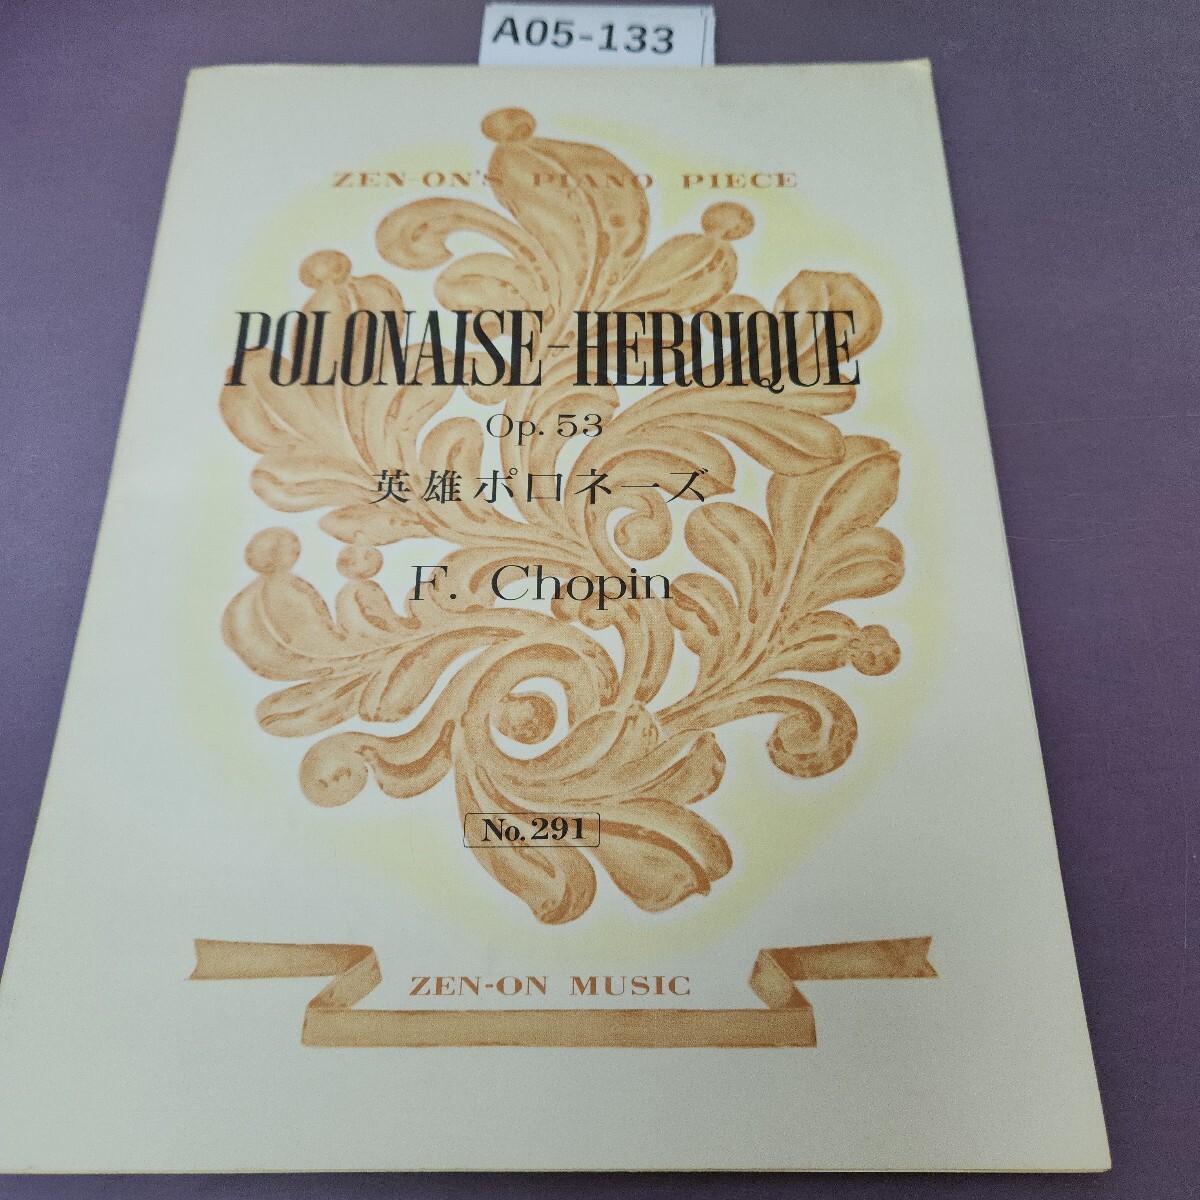 A05-133
ZEN-ON'S PIANO PIECE
POLONAISE-HEROIQUE
Op. 53
英雄ポロネーズ
F. Chopin
No. 291
ZEN-ON MUSIC